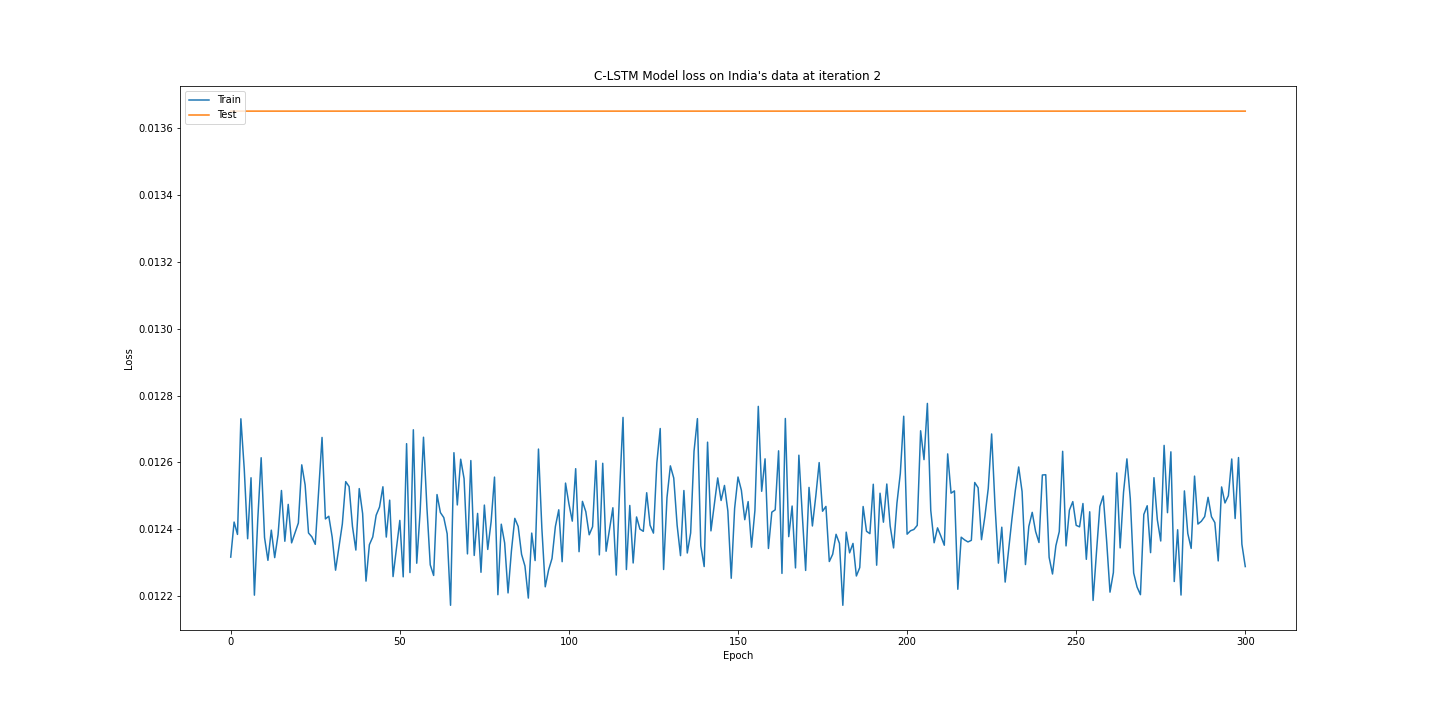 C-LSTM Model loss on India's data at iteration 2
Train
Test
0.0136
0.0134
0.0132
0.0130
0.0128
0.0126
0.0124
0.0122
Loss
0 50 100 150 200 250 300
Epoch